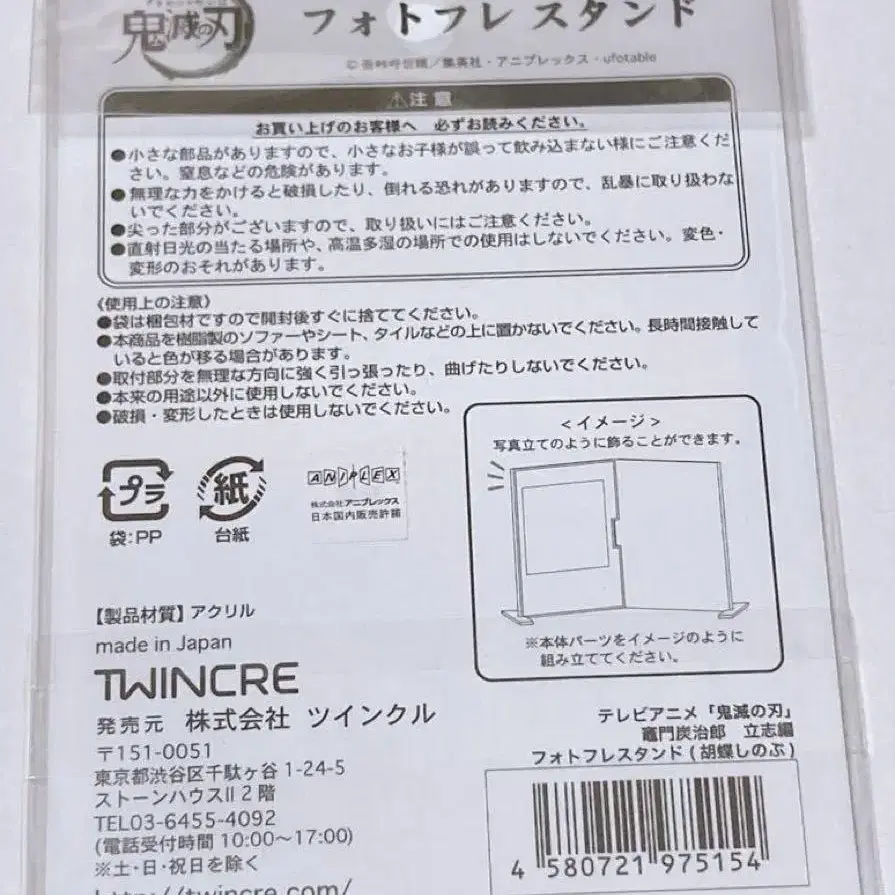 鬼滅の刃 フォトフレ スタンド
©吾峠呼世晴／集英社・アニプレックス・ufotable
⚠注意
お買い上げのお客様へ 必ずお読みください。
●小さな部品がありますので、小さなお子様が誤って飲み込まない様にご注意くだ
さい。窒息などの危険があります。
●無理な力をかけると破損したり、倒れる恐れがありますので、乱暴に取り扱わな
いでください。
●尖った部分がございますので、取り扱いにはご注意ください。
●直射日光の当たる場所や、高温多湿の場所での使用はしないでください。変色・
変形のおそれがあります。
《使用上の注意》
●袋は梱包材ですので開封後すぐに捨ててください。
●本商品を樹脂製のソファーやシート、タイルなどの上に置かないでください。長時間接触して
いると色が移る場合があります。
●取付部分を無理な方向に強く引っ張ったり、曲げたりしないでください。
●本来の用途以外に使用しないでください。
●破損・変形したときは使用しないでください。
<イメージ>
写真立てのように飾ることができます。
※本体パーツをイメージのように
組み立ててください。
プラ
袋:PP
紙
台紙
ANIPLEX
株式会社アニプレックス
日本国内販売許諾
【製品材質】アクリル
made in Japan
TWINCRE
発売元 株式会社 ツインクル
〒151-0051
東京都渋谷区千駄ヶ谷 1-24-5
ストーンハウスⅡ 2 階
TEL03-6455-4092
(電話受付時間 10:00～17:00)
※土・日・祝日を除く
http://twincre.com/
テレビアニメ「鬼滅の刃」
竈門炭治郎 立志編
フォトフレスタンド(胡蝶しのぶ)
4 580721 975154